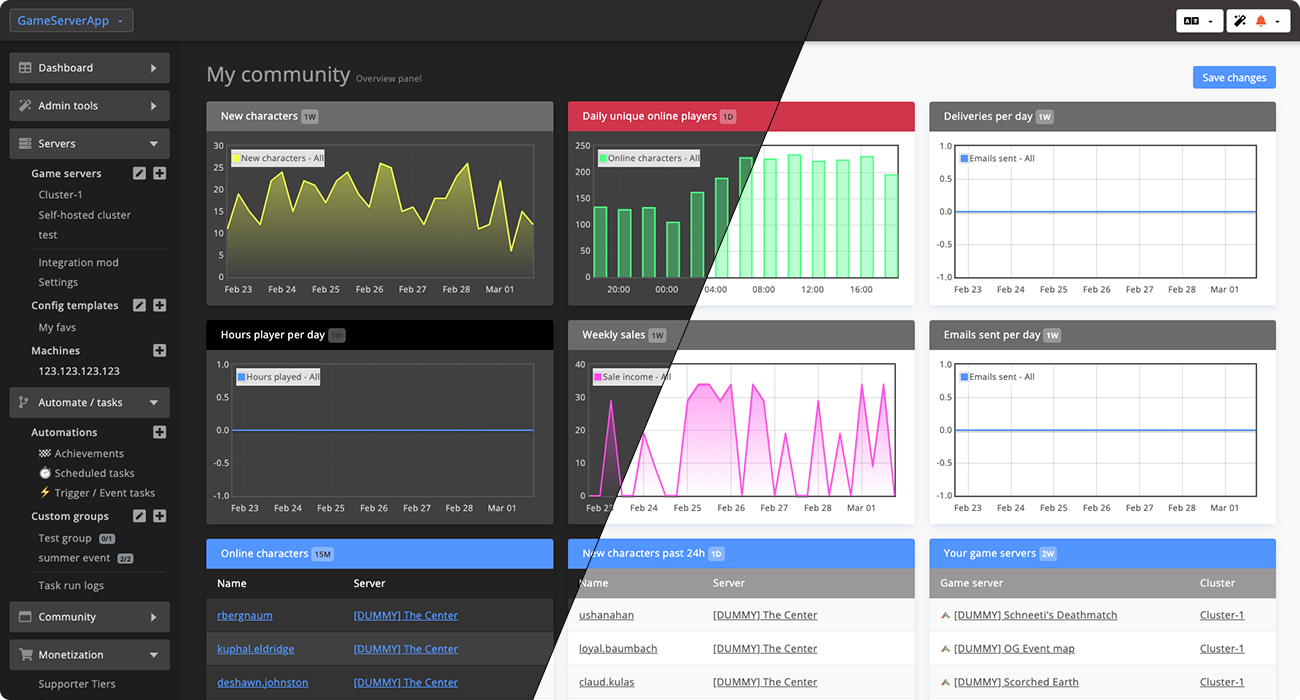 GameServerApp
Dashboard
Admin tools
Servers
Game servers
Cluster-1
Self-hosted cluster
test
Integration mod
Settings
Config templates
My favs
Machines
123.123.123.123
Automate / tasks
Automations
Achievements
Scheduled tasks
Trigger / Event tasks
Custom groups
Test group 0/1
summer event 2/2
Task run logs
Community
Monetization
Supporter Tiers
My community Overview panel
Save changes
New characters 1W
New characters - All
30
25
20
15
10
5
0
Feb 23 Feb 24 Feb 25 Feb 26 Feb 27 Feb 28 Mar 01
Daily unique online players 1D
Online characters - All
250
200
150
100
50
0
20:00 00:00 04:00 08:00 12:00 16:00
Deliveries per day 1W
Emails sent - All
1.0
0.5
0.0
-0.5
-1.0
Feb 23 Feb 24 Feb 25 Feb 26 Feb 27 Feb 28 Mar 01
Hours player per day 1W
Hours played - All
1.0
0.5
0.0
-0.5
-1.0
Feb 23 Feb 24 Feb 25 Feb 26 Feb 27 Feb 28 Mar 01
Weekly sales 1W
Sale income - All
40
30
20
10
0
Feb 23 Feb 24 Feb 25 Feb 26 Feb 27 Feb 28 Mar 01
Emails sent per day 1W
Emails sent - All
1.0
0.5
0.0
-0.5
-1.0
Feb 23 Feb 24 Feb 25 Feb 26 Feb 27 Feb 28 Mar 01
Online characters 15M
Name Server
rbergnaum [DUMMY] The Center
kuphal.eldridge [DUMMY] The Center
deshawn.johnston [DUMMY] The Center
New characters past 24h 1D
Name Server
ushanahan [DUMMY] The Center
loyal.baumbach [DUMMY] The Center
claud.kulas [DUMMY] The Center
Your game servers 2W
Game server Cluster
[DUMMY] Schneeti's Deathmatch Cluster-1
[DUMMY] OG Event map Cluster-1
[DUMMY] Scorched Earth Cluster-1